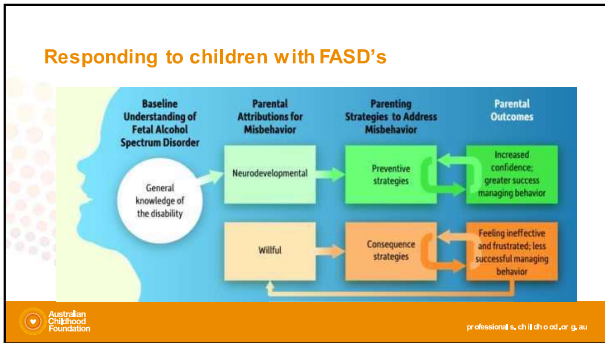 Responding to children with FASD's
Baseline
Understanding of
Fetal Alcohol
Spectrum Disorder
Parental
Attributions for
Misbehavior
Parenting
Strategies to Address
Misbehavior
Parental
Outcomes
General
knowledge of
the disability
Neurodevelopmental
Preventive
strategies
Increased
confidence;
greater success
managing behavior
Willful
Consequence
strategies
Feeling ineffective
and frustrated; less
successful managing
behavior
Australian
Childhood
Foundation
professionals.childhood.org.au